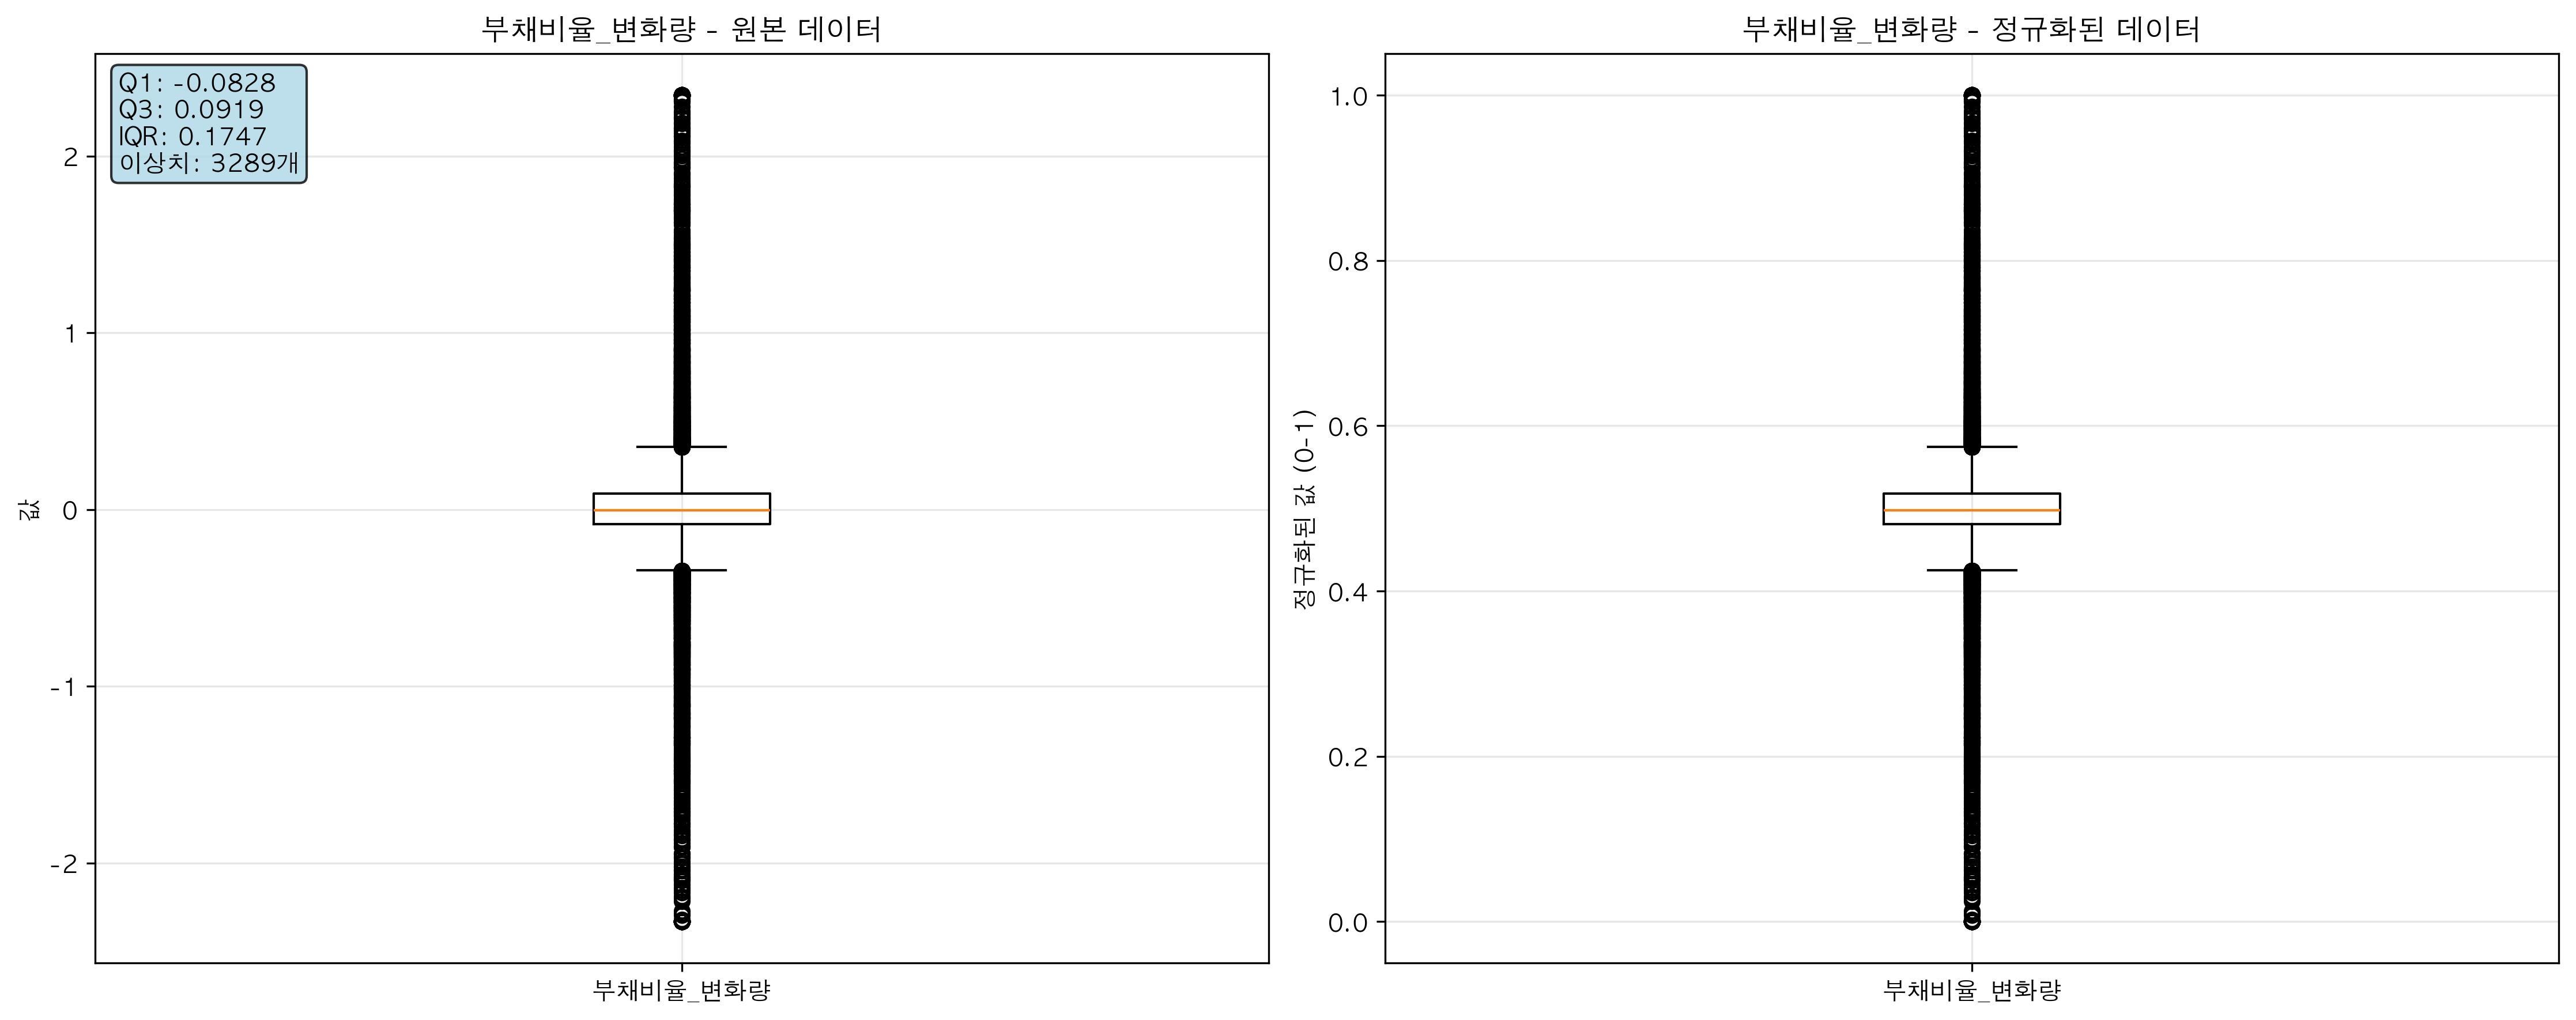 부채비율_변화량 - 원본 데이터
Q1: -0.0828
Q3: 0.0919
IQR: 0.1747
이상치: 3289개
2
1
0
-1
-2
값
부채비율_변화량
부채비율_변화량 - 정규화된 데이터
1.0
0.8
0.6
0.4
0.2
0.0
정규화된 값 (0-1)
부채비율_변화량